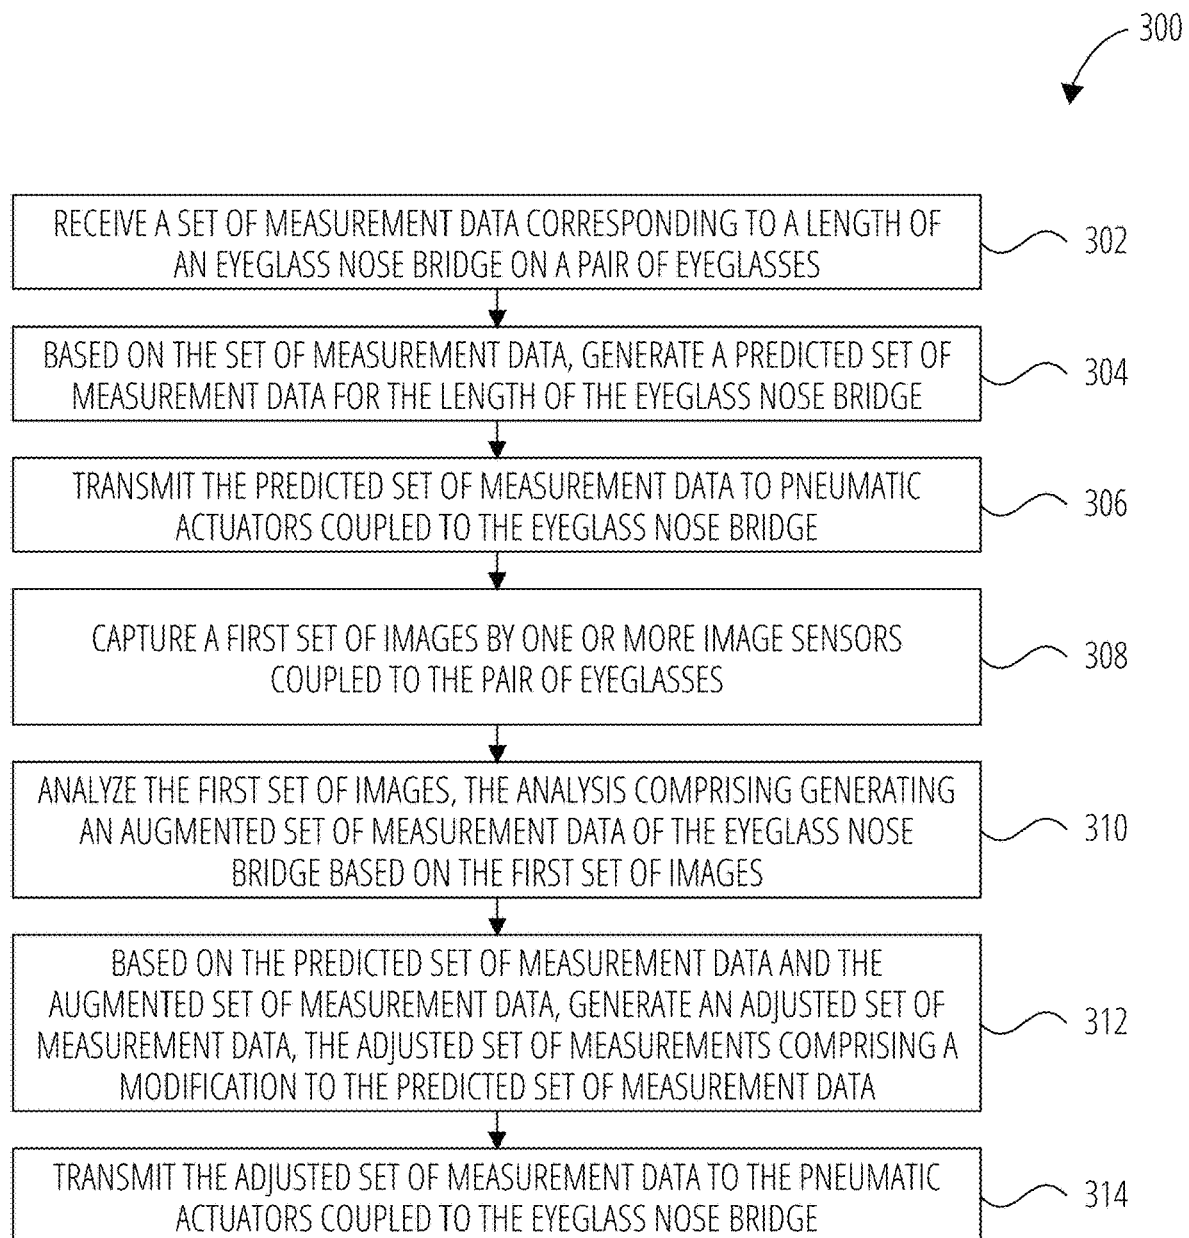 300
RECEIVE A SET OF MEASUREMENT DATA CORRESPONDING TO A LENGTH OF
AN EYEGLASS NOSE BRIDGE ON A PAIR OF EYEGLASSES
302
BASED ON THE SET OF MEASUREMENT DATA, GENERATE A PREDICTED SET OF
MEASUREMENT DATA FOR THE LENGTH OF THE EYEGLASS NOSE BRIDGE
304
TRANSMIT THE PREDICTED SET OF MEASUREMENT DATA TO PNEUMATIC
ACTUATORS COUPLED TO THE EYEGLASS NOSE BRIDGE
306
CAPTURE A FIRST SET OF IMAGES BY ONE OR MORE IMAGE SENSORS
COUPLED TO THE PAIR OF EYEGLASSES
308
ANALYZE THE FIRST SET OF IMAGES, THE ANALYSIS COMPRISING GENERATING
AN AUGMENTED SET OF MEASUREMENT DATA OF THE EYEGLASS NOSE
BRIDGE BASED ON THE FIRST SET OF IMAGES
310
BASED ON THE PREDICTED SET OF MEASUREMENT DATA AND THE
AUGMENTED SET OF MEASUREMENT DATA, GENERATE AN ADJUSTED SET OF
MEASUREMENT DATA, THE ADJUSTED SET OF MEASUREMENTS COMPRISING A
MODIFICATION TO THE PREDICTED SET OF MEASUREMENT DATA
312
TRANSMIT THE ADJUSTED SET OF MEASUREMENT DATA TO THE PNEUMATIC
ACTUATORS COUPLED TO THE EYEGLASS NOSE BRIDGE
314